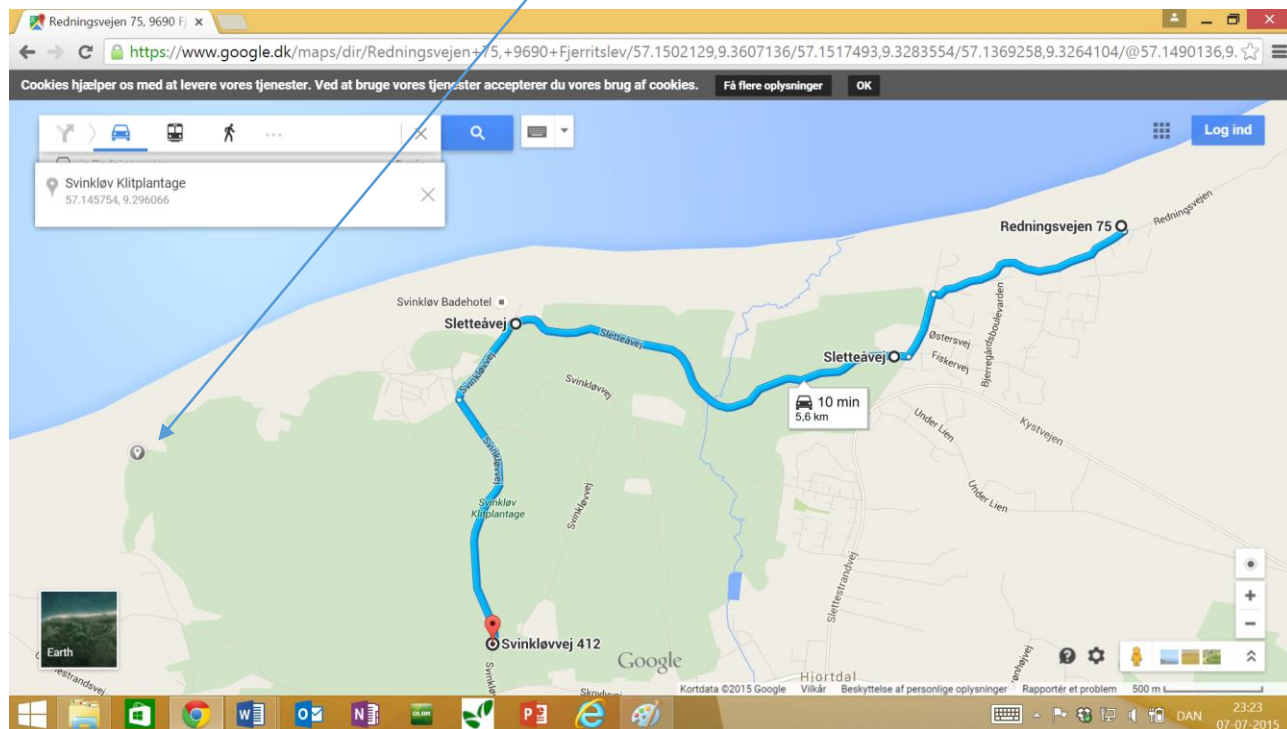 Redningsvejen 75, 9690 Fj
https://www.google.dk/maps/dir/Redningsvejen+75,+9690+Fjerritslev/57.1502129,9.3607136/57.1517493,9.3283554/57.1369258,9.3264104/@57.1490136,9.
Cookies hjælper os med at levere vores tjenester. Ved at bruge vores tjenester accepterer du vores brug af cookies. Få flere oplysninger OK
Log ind
Svinkløv Klitplantage
57.145754, 9.296066
Redningsvejen
Redningsvejen 75
Svinkløv Badehotel
Sletteåvej
Sletteåvej
Bjerregårdsboulevarden
Østersvej
Fiskervej
Sletteåvej
Svinkløvvej
Svinkløvvej
10 min
5,6 km
Under Lien
Kystvejen
Svinkløvvej
Under Lien
Svinkløv
Klitplantage
Svinkløvvej
Slettestrandvej
Svinkløvvej 412
Earth
Google
Hjortdal
Kortdata ©2015 Google Vilkår Beskyttelse af personlige oplysninger Rapportér et problem 500 m
DAN
23:23
07-07-2015